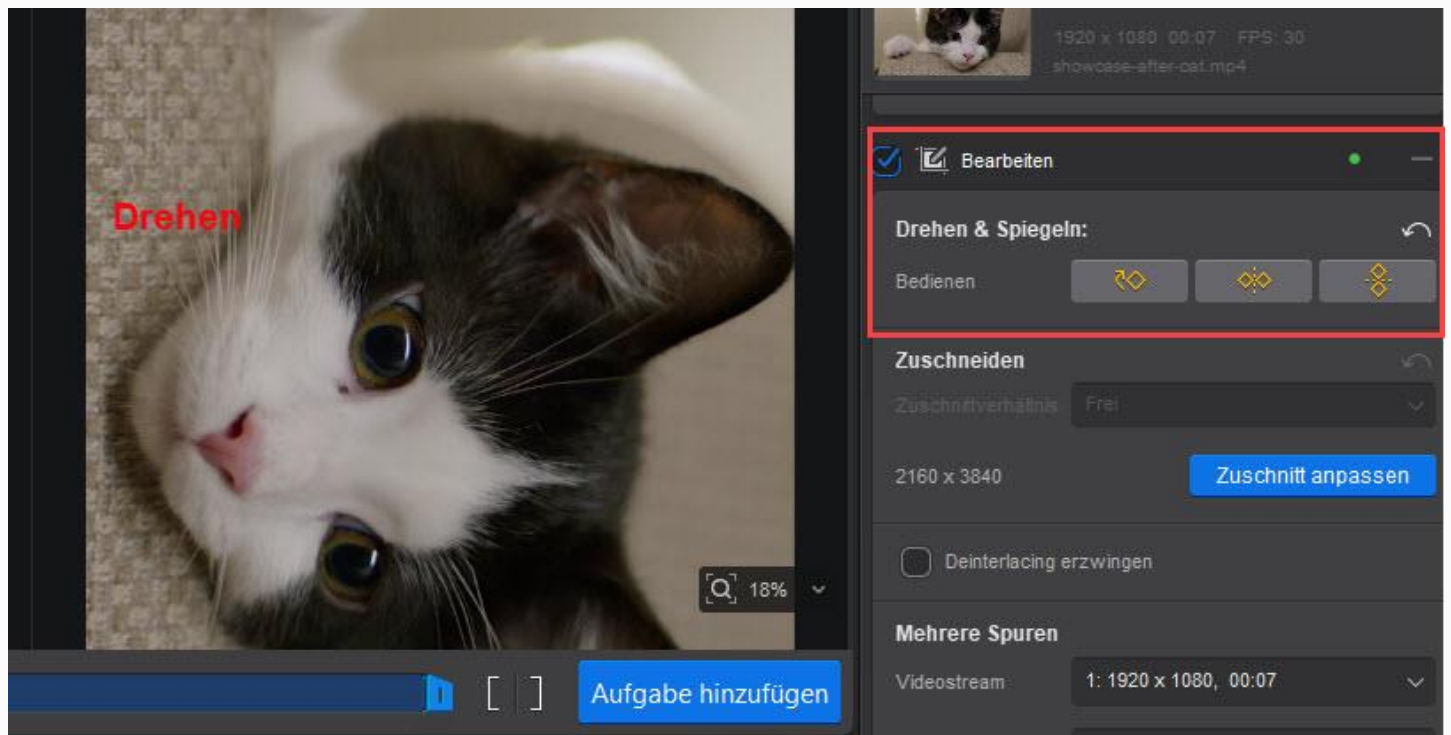 1920 x 1080 00:07 FPS: 30
showcase-after-cat.mp4
Bearbeiten
Drehen
Drehen & Spiegeln:
Bedienen
Zuschneiden
Zuschnittverhältnis Frei
2160 x 3840 Zuschnitt anpassen
18%
Deinterlacing erzwingen
Mehrere Spuren
Videostream 1: 1920 x 1080, 00:07
Aufgabe hinzufügen